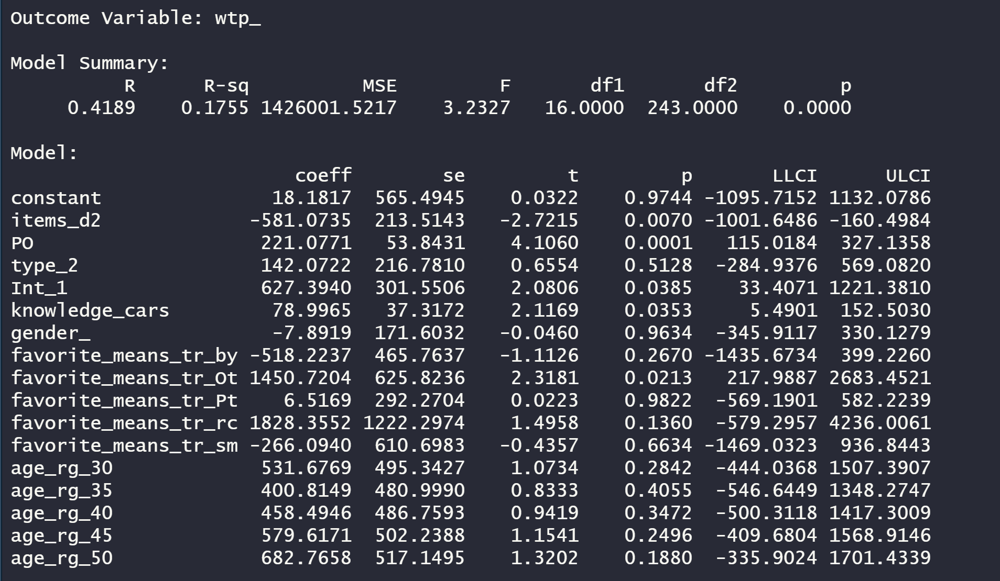 Outcome Variable: wtp_
Model Summary:
R R-sq MSE F df1 df2 p
0.4189 0.1755 1426001.5217 3.2327 16.0000 243.0000 0.0000
Model:
coeff se t p LLCI ULCI
constant 18.1817 565.4945 0.0322 0.9744 -1095.7152 1132.0786
items_d2 -581.0735 213.5143 -2.7215 0.0070 -1001.6486 -160.4984
PO 221.0771 53.8431 4.1060 0.0001 115.0184 327.1358
type_2 142.0722 216.7810 0.6554 0.5128 -284.9376 569.0820
Int_1 627.3940 301.5506 2.0806 0.0385 33.4071 1221.3810
knowledge_cars 78.9965 37.3172 2.1169 0.0353 5.4901 152.5030
gender_ -7.8919 171.6032 -0.0460 0.9634 -345.9117 330.1279
favorite_means_tr_by -518.2237 465.7637 -1.1126 0.2670 -1435.6734 399.2260
favorite_means_tr_Ot 1450.7204 625.8236 2.3181 0.0213 217.9887 2683.4521
favorite_means_tr_Pt 6.5169 292.2704 0.0223 0.9822 -569.1901 582.2239
favorite_means_tr_rc 1828.3552 1222.2974 1.4958 0.1360 -579.2957 4236.0061
favorite_means_tr_sm -266.0940 610.6983 -0.4357 0.6634 -1469.0323 936.8443
age_rg_30 531.6769 495.3427 1.0734 0.2842 -444.0368 1507.3907
age_rg_35 400.8149 480.9990 0.8333 0.4055 -546.6449 1348.2747
age_rg_40 458.4946 486.7593 0.9419 0.3472 -500.3118 1417.3009
age_rg_45 579.6171 502.2388 1.1541 0.2496 -409.6804 1568.9146
age_rg_50 682.7658 517.1495 1.3202 0.1880 -335.9024 1701.4339